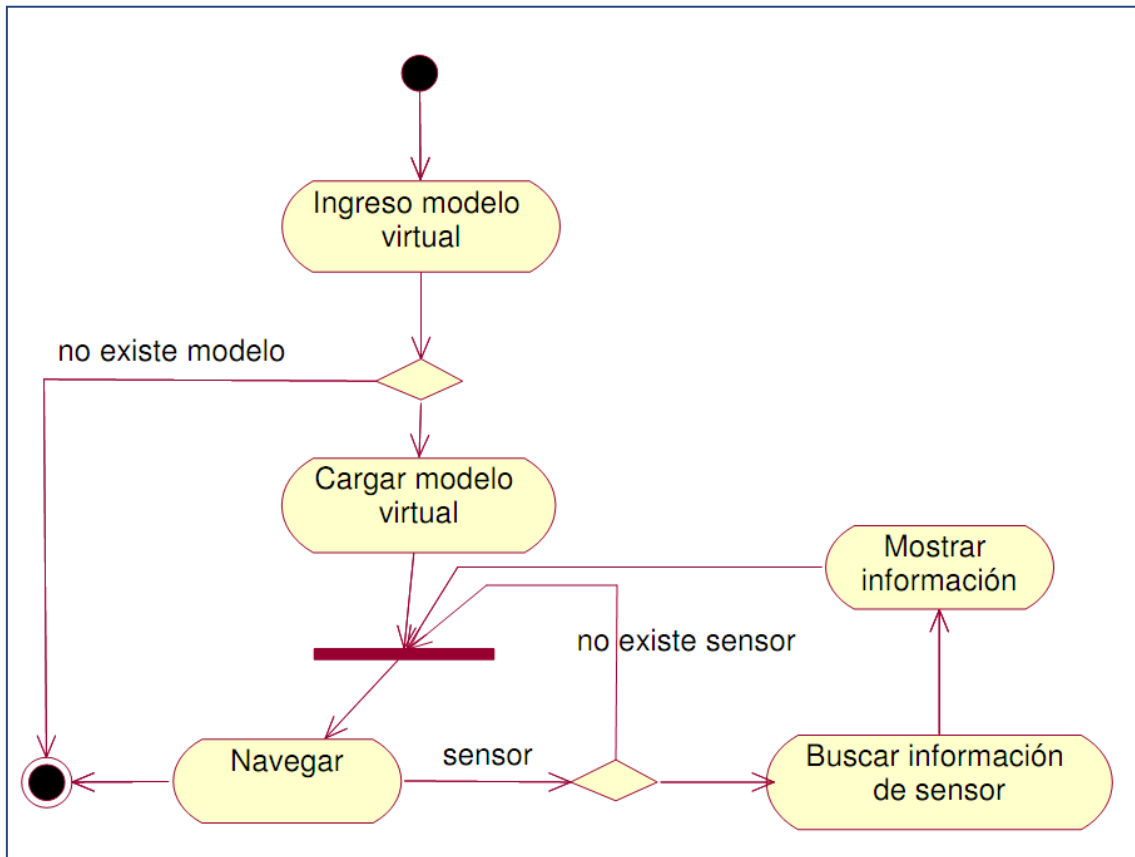 Ingreso modelo
virtual
no existe modelo
Cargar modelo
virtual
Mostrar
información
no existe sensor
Navegar
sensor
Buscar información
de sensor